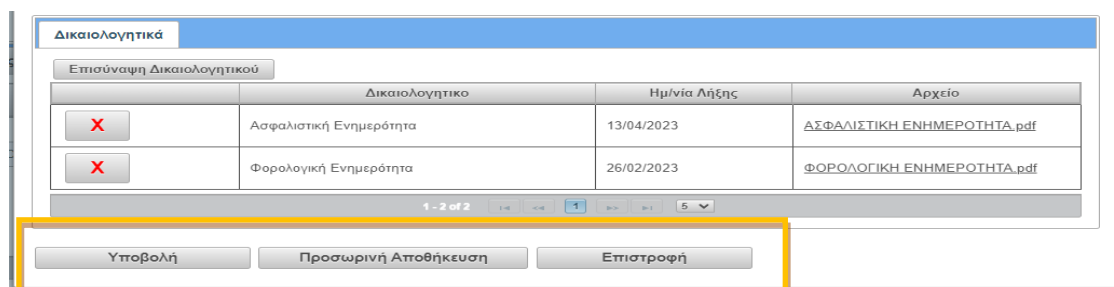 Δικαιολογητικά
Επισύναψη Δικαιολογητικού
Δικαιολογητικο Ημ/νία Λήξης Αρχείο
X Ασφαλιστική Ενημερότητα 13/04/2023 ΑΣΦΑΛΙΣΤΙΚΗ ΕΝΗΜΕΡΟΤΗΤΑ.pdf
X Φορολογική Ενημερότητα 26/02/2023 ΦΟΡΟΛΟΓΙΚΗ ΕΝΗΜΕΡΟΤΗΤΑ.pdf
1 - 2 of 2 1 5
Υποβολή Προσωρινή Αποθήκευση Επιστροφή